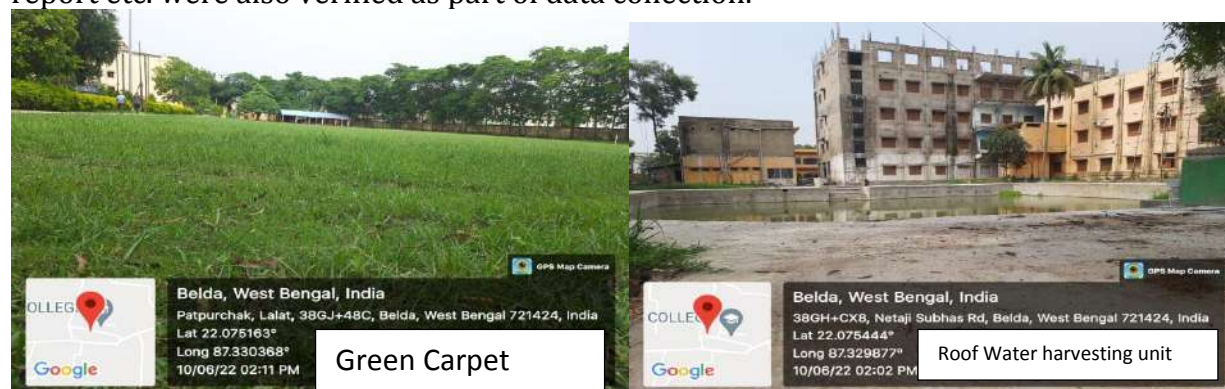 report etc. were also verified as part of data collection.
GPS Map Camera
Belda, West Bengal, India
Patpurchak, Lalat, 38GJ+48C, Belda, West Bengal 721424, India
Lat 22.075163°
Long 87.330368°
10/06/22 02:11 PM
OLLEG
Google
Green Carpet
GPS Map Camera
Belda, West Bengal, India
38GH+CX8, Netaji Subhas Rd, Belda, West Bengal 721424, India
Lat 22.075444°
Long 87.329877°
10/06/22 02:02 PM
COLLE
Google
Roof Water harvesting unit